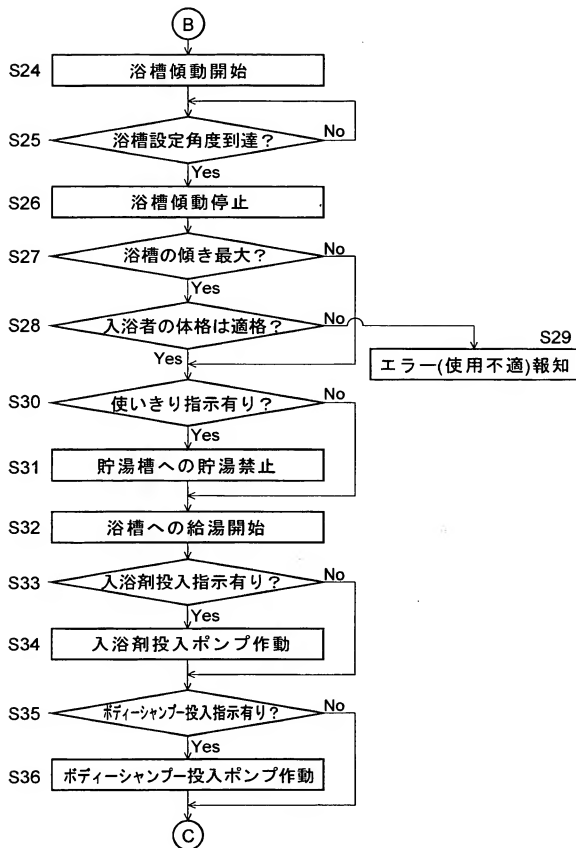 B
S24 浴槽傾動開始
S25 浴槽設定角度到達? No
Yes
S26 浴槽傾動停止
S27 浴槽の傾き最大? No
Yes
S28 入浴者の体格は適格? No
S29
エラー(使用不適)報知
Yes
S30 使いきり指示有り? No
Yes
S31 貯湯槽への貯湯禁止
S32 浴槽への給湯開始
S33 入浴剤投入指示有り? No
Yes
S34 入浴剤投入ポンプ作動
S35 ボディーシャンプー投入指示有り? No
Yes
S36 ボディーシャンプー投入ポンプ作動
C